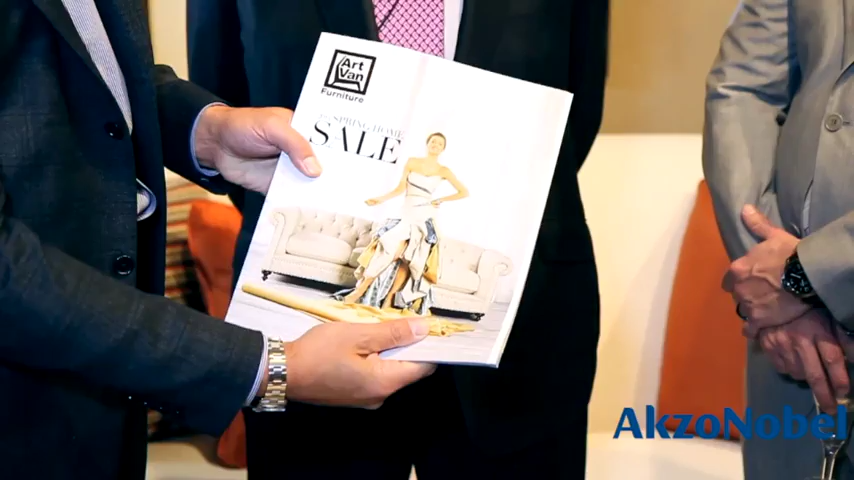 Art
Van
Furniture
SPRING HOME
SALE
AkzoNobel